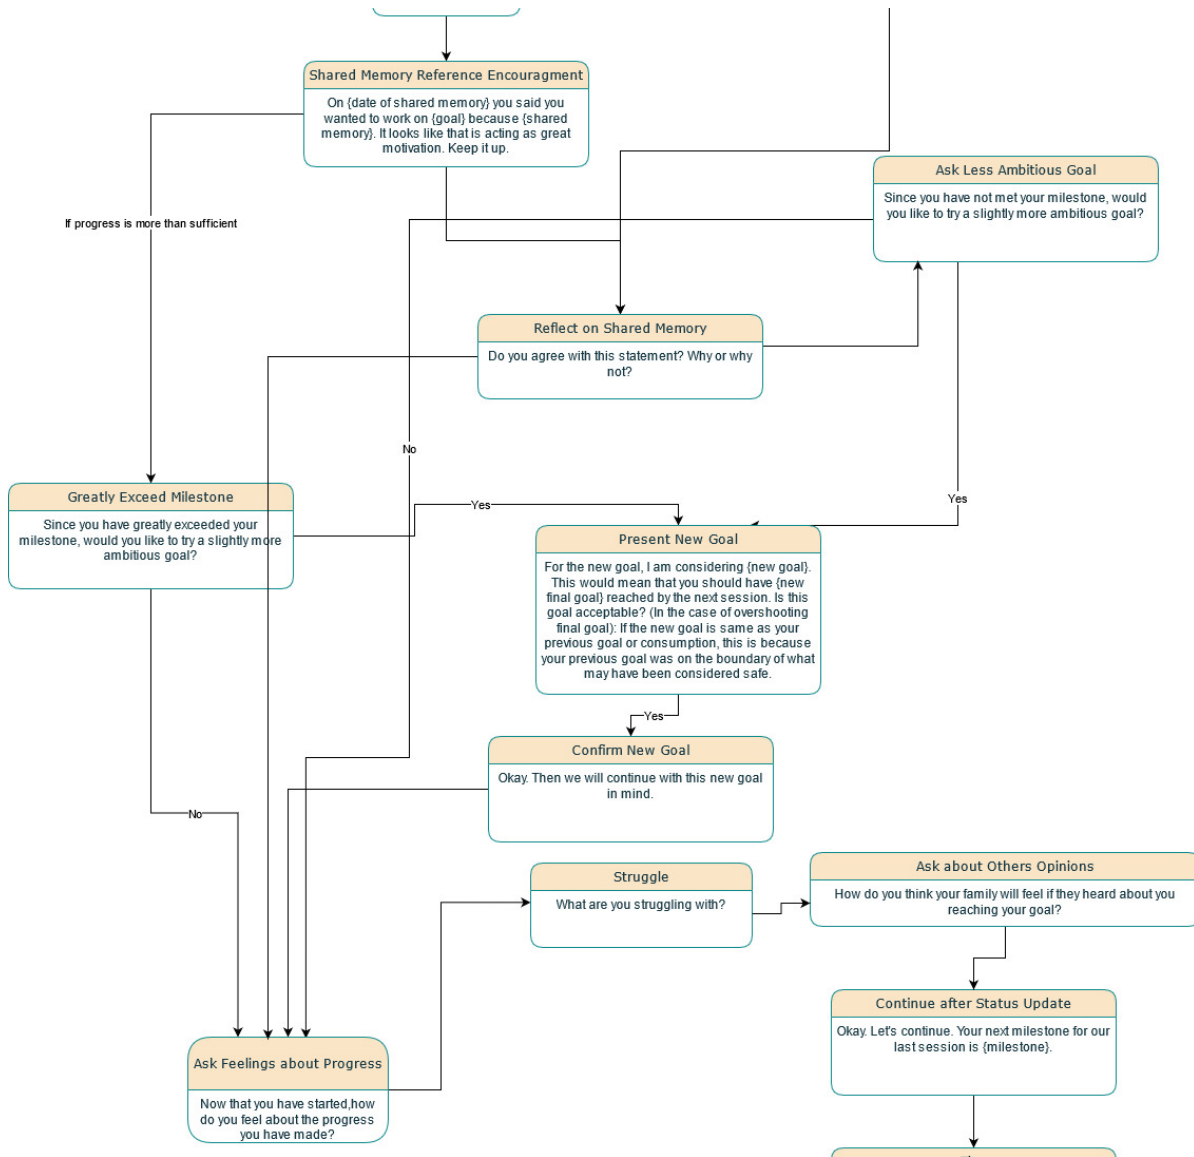 Shared Memory Reference Encouragment
On {date of shared memory} you said you
wanted to work on {goal} because {shared
memory}. It looks like that is acting as great
motivation. Keep it up.
Ask Less Ambitious Goal
Since you have not met your milestone, would
you like to try a slightly more ambitious goal?
If progress is more than sufficient
Reflect on Shared Memory
Do you agree with this statement? Why or why
not?
No
Greatly Exceed Milestone
Since you have greatly exceeded your
milestone, would you like to try a slightly more
ambitious goal?
Yes
Yes
Present New Goal
For the new goal, I am considering {new goal}.
This would mean that you should have {new
final goal} reached by the next session. Is this
goal acceptable? (In the case of overshooting
final goal): If the new goal is same as your
previous goal or consumption, this is because
your previous goal was on the boundary of what
may have been considered safe.
Yes
Confirm New Goal
Okay. Then we will continue with this new goal
in mind.
No
Struggle
What are you struggling with?
Ask about Others Opinions
How do you think your family will feel if they heard about you
reaching your goal?
Continue after Status Update
Okay. Let's continue. Your next milestone for our
last session is {milestone}.
Ask Feelings about Progress
Now that you have started,how
do you feel about the progress
you have made?